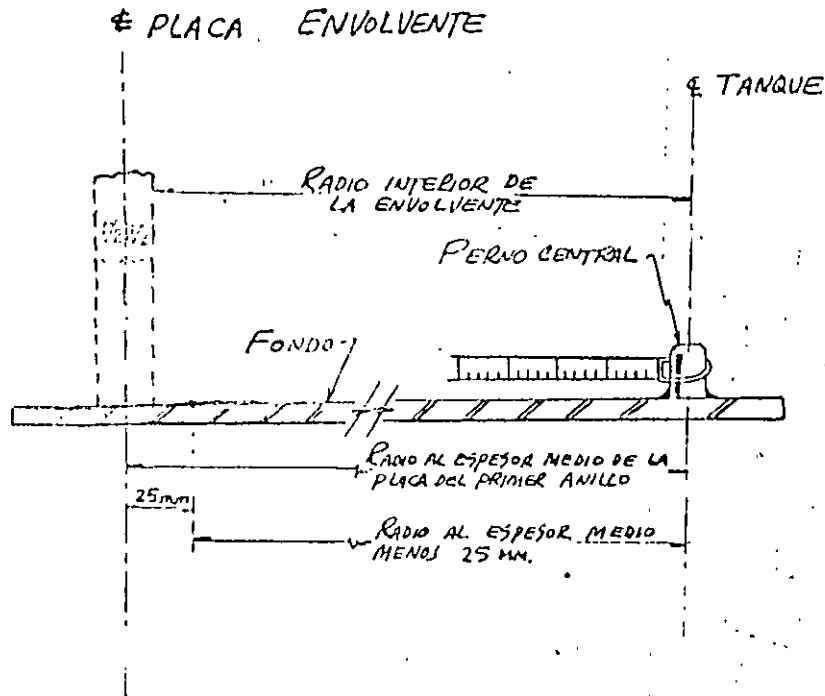 ℄ PLACA ENVOLVENTE
℄ TANQUE
RADIO INTERIOR DE
LA ENVOLVENTE
PERNO CENTRAL
FONDO
RADIO AL ESPESOR MEDIO DE LA
PLACA DEL PRIMER ANILLO
25mm
RADIO AL ESPESOR MEDIO
MENOS 25 MM.